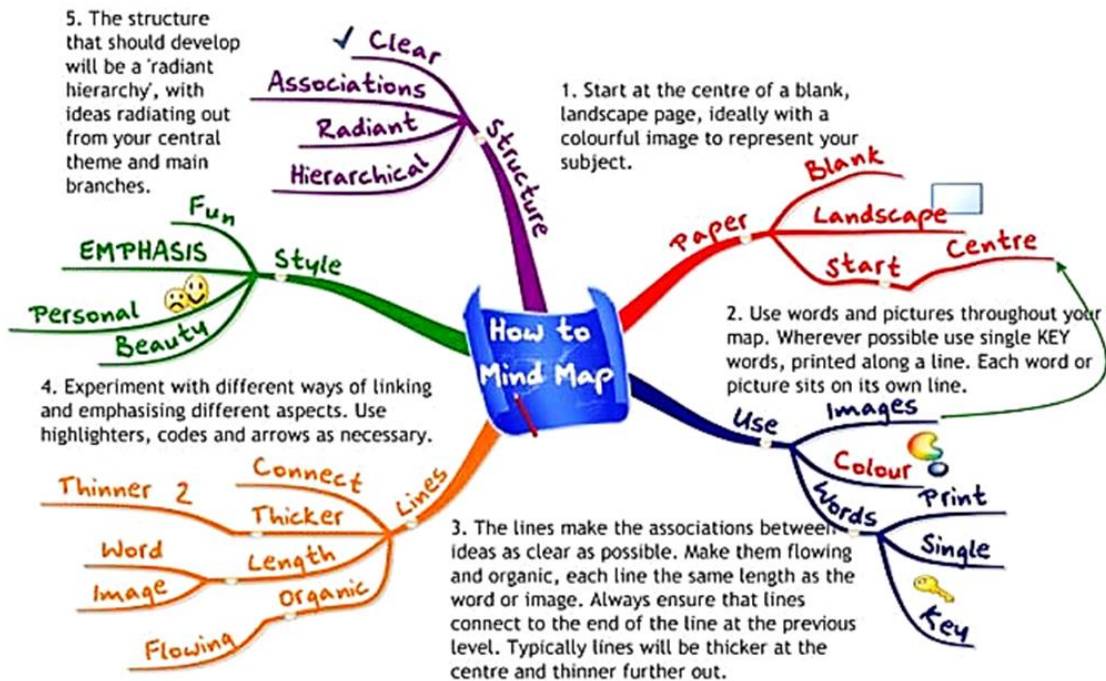 5. The structure
that should develop
will be a 'radiant
hierarchy', with
ideas radiating out
from your central
theme and main
branches.
Clear
Associations
Radiant
Hierarchical
Structure
1. Start at the centre of a blank,
landscape page, ideally with a
colourful image to represent your
subject.
Paper
Blank
Landscape
Start
Centre
Fun
EMPHASIS
Personal
Beauty
Style
How to
Mind Map
2. Use words and pictures throughout your
map. Wherever possible use single KEY
words, printed along a line. Each word or
picture sits on its own line.
Use
Images
Colour
Words
Print
Single
Key
4. Experiment with different ways of linking
and emphasising different aspects. Use
highlighters, codes and arrows as necessary.
Lines
Connect
Thinner 2
Thicker
Length
Word
Image
Organic
Flowing
3. The lines make the associations between
ideas as clear as possible. Make them flowing
and organic, each line the same length as the
word or image. Always ensure that lines
connect to the end of the line at the previous
level. Typically lines will be thicker at the
centre and thinner further out.